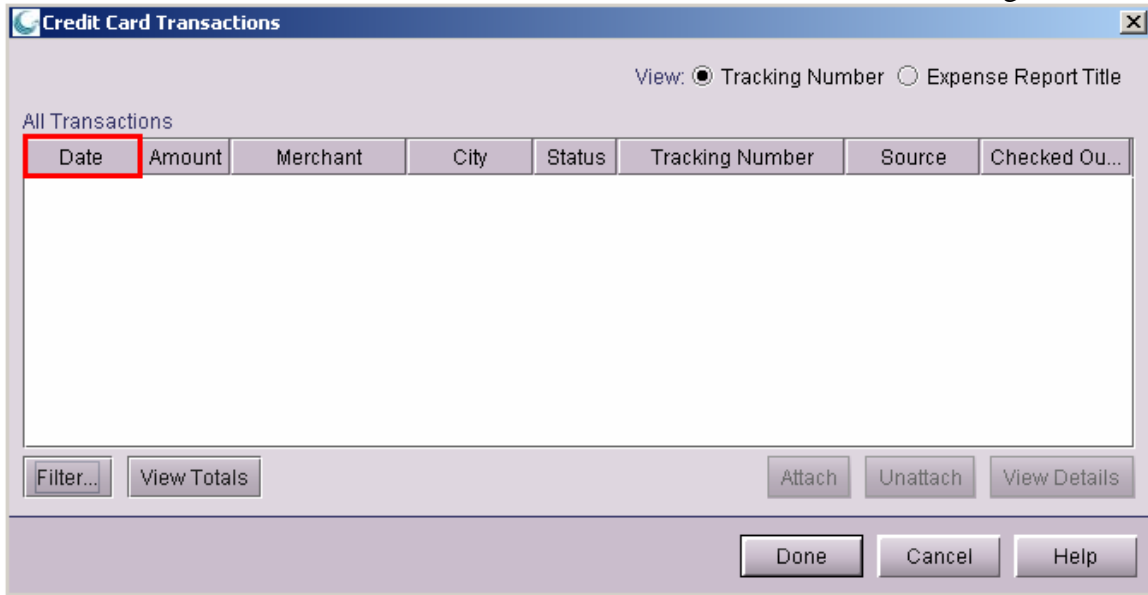 Credit Card Transactions
View: Tracking Number Expense Report Title
All Transactions
Date Amount Merchant City Status Tracking Number Source Checked Ou...
Filter... View Totals Attach Unattach View Details
Done Cancel Help